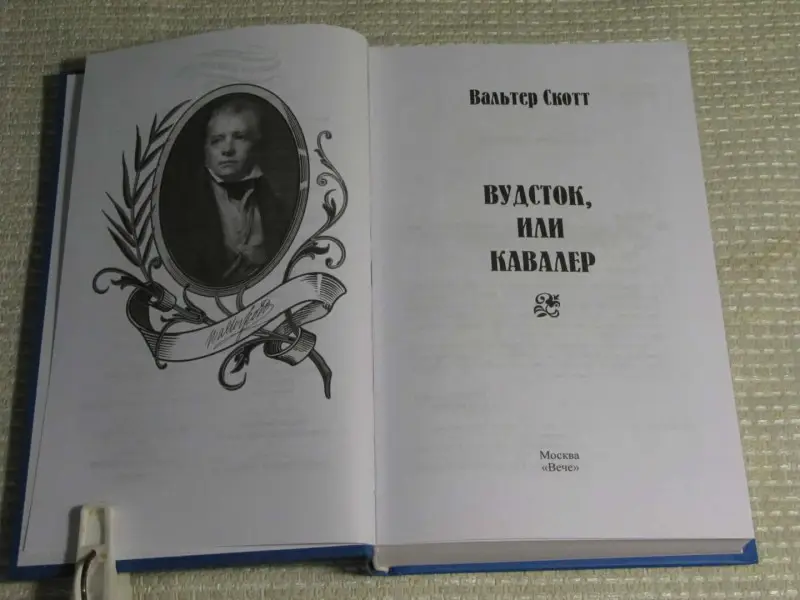 Вальтер Скотт
ВУДСТОК,
ИЛИ
КАВАЛЕР
Москва
«Вече»